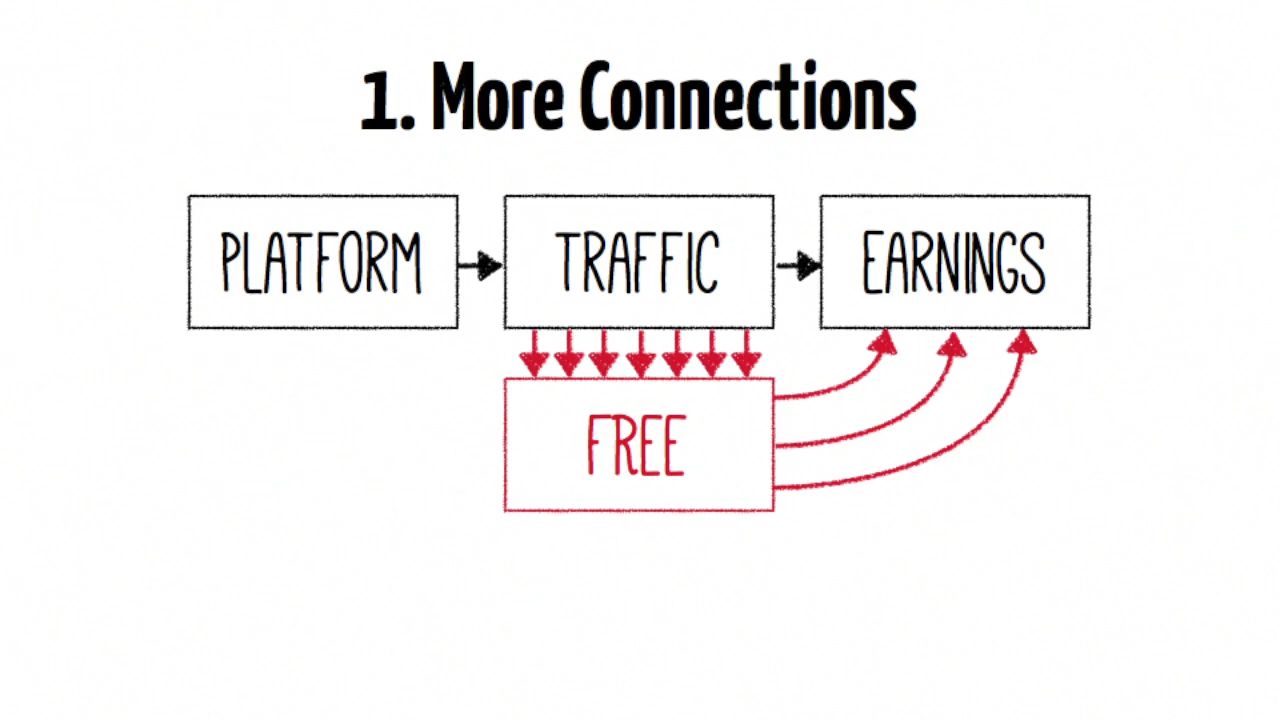 1. More Connections
PLATFORM
TRAFFIC
EARNINGS
FREE